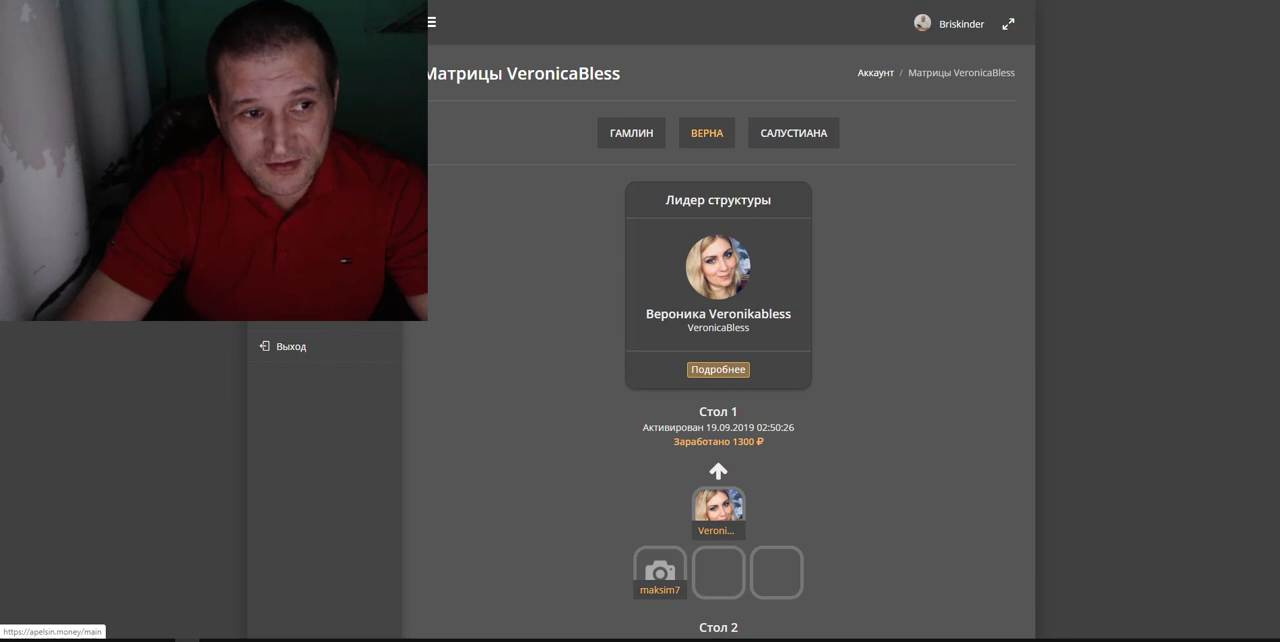 Briskinder
Матрицы VeronicaBless
Аккаунт / Матрицы VeronicaBless
ГАМЛИН
ВЕРНА
САЛУСТИАНА
Лидер структуры
Вероника Veronikabless
VeronicaBless
Подробнее
Выход
Стол 1
Активирован 19.09.2019 02:50:26
Заработано 1300 ₽
Veroni...
maksim7
Стол 2
https://apelsin.money/main